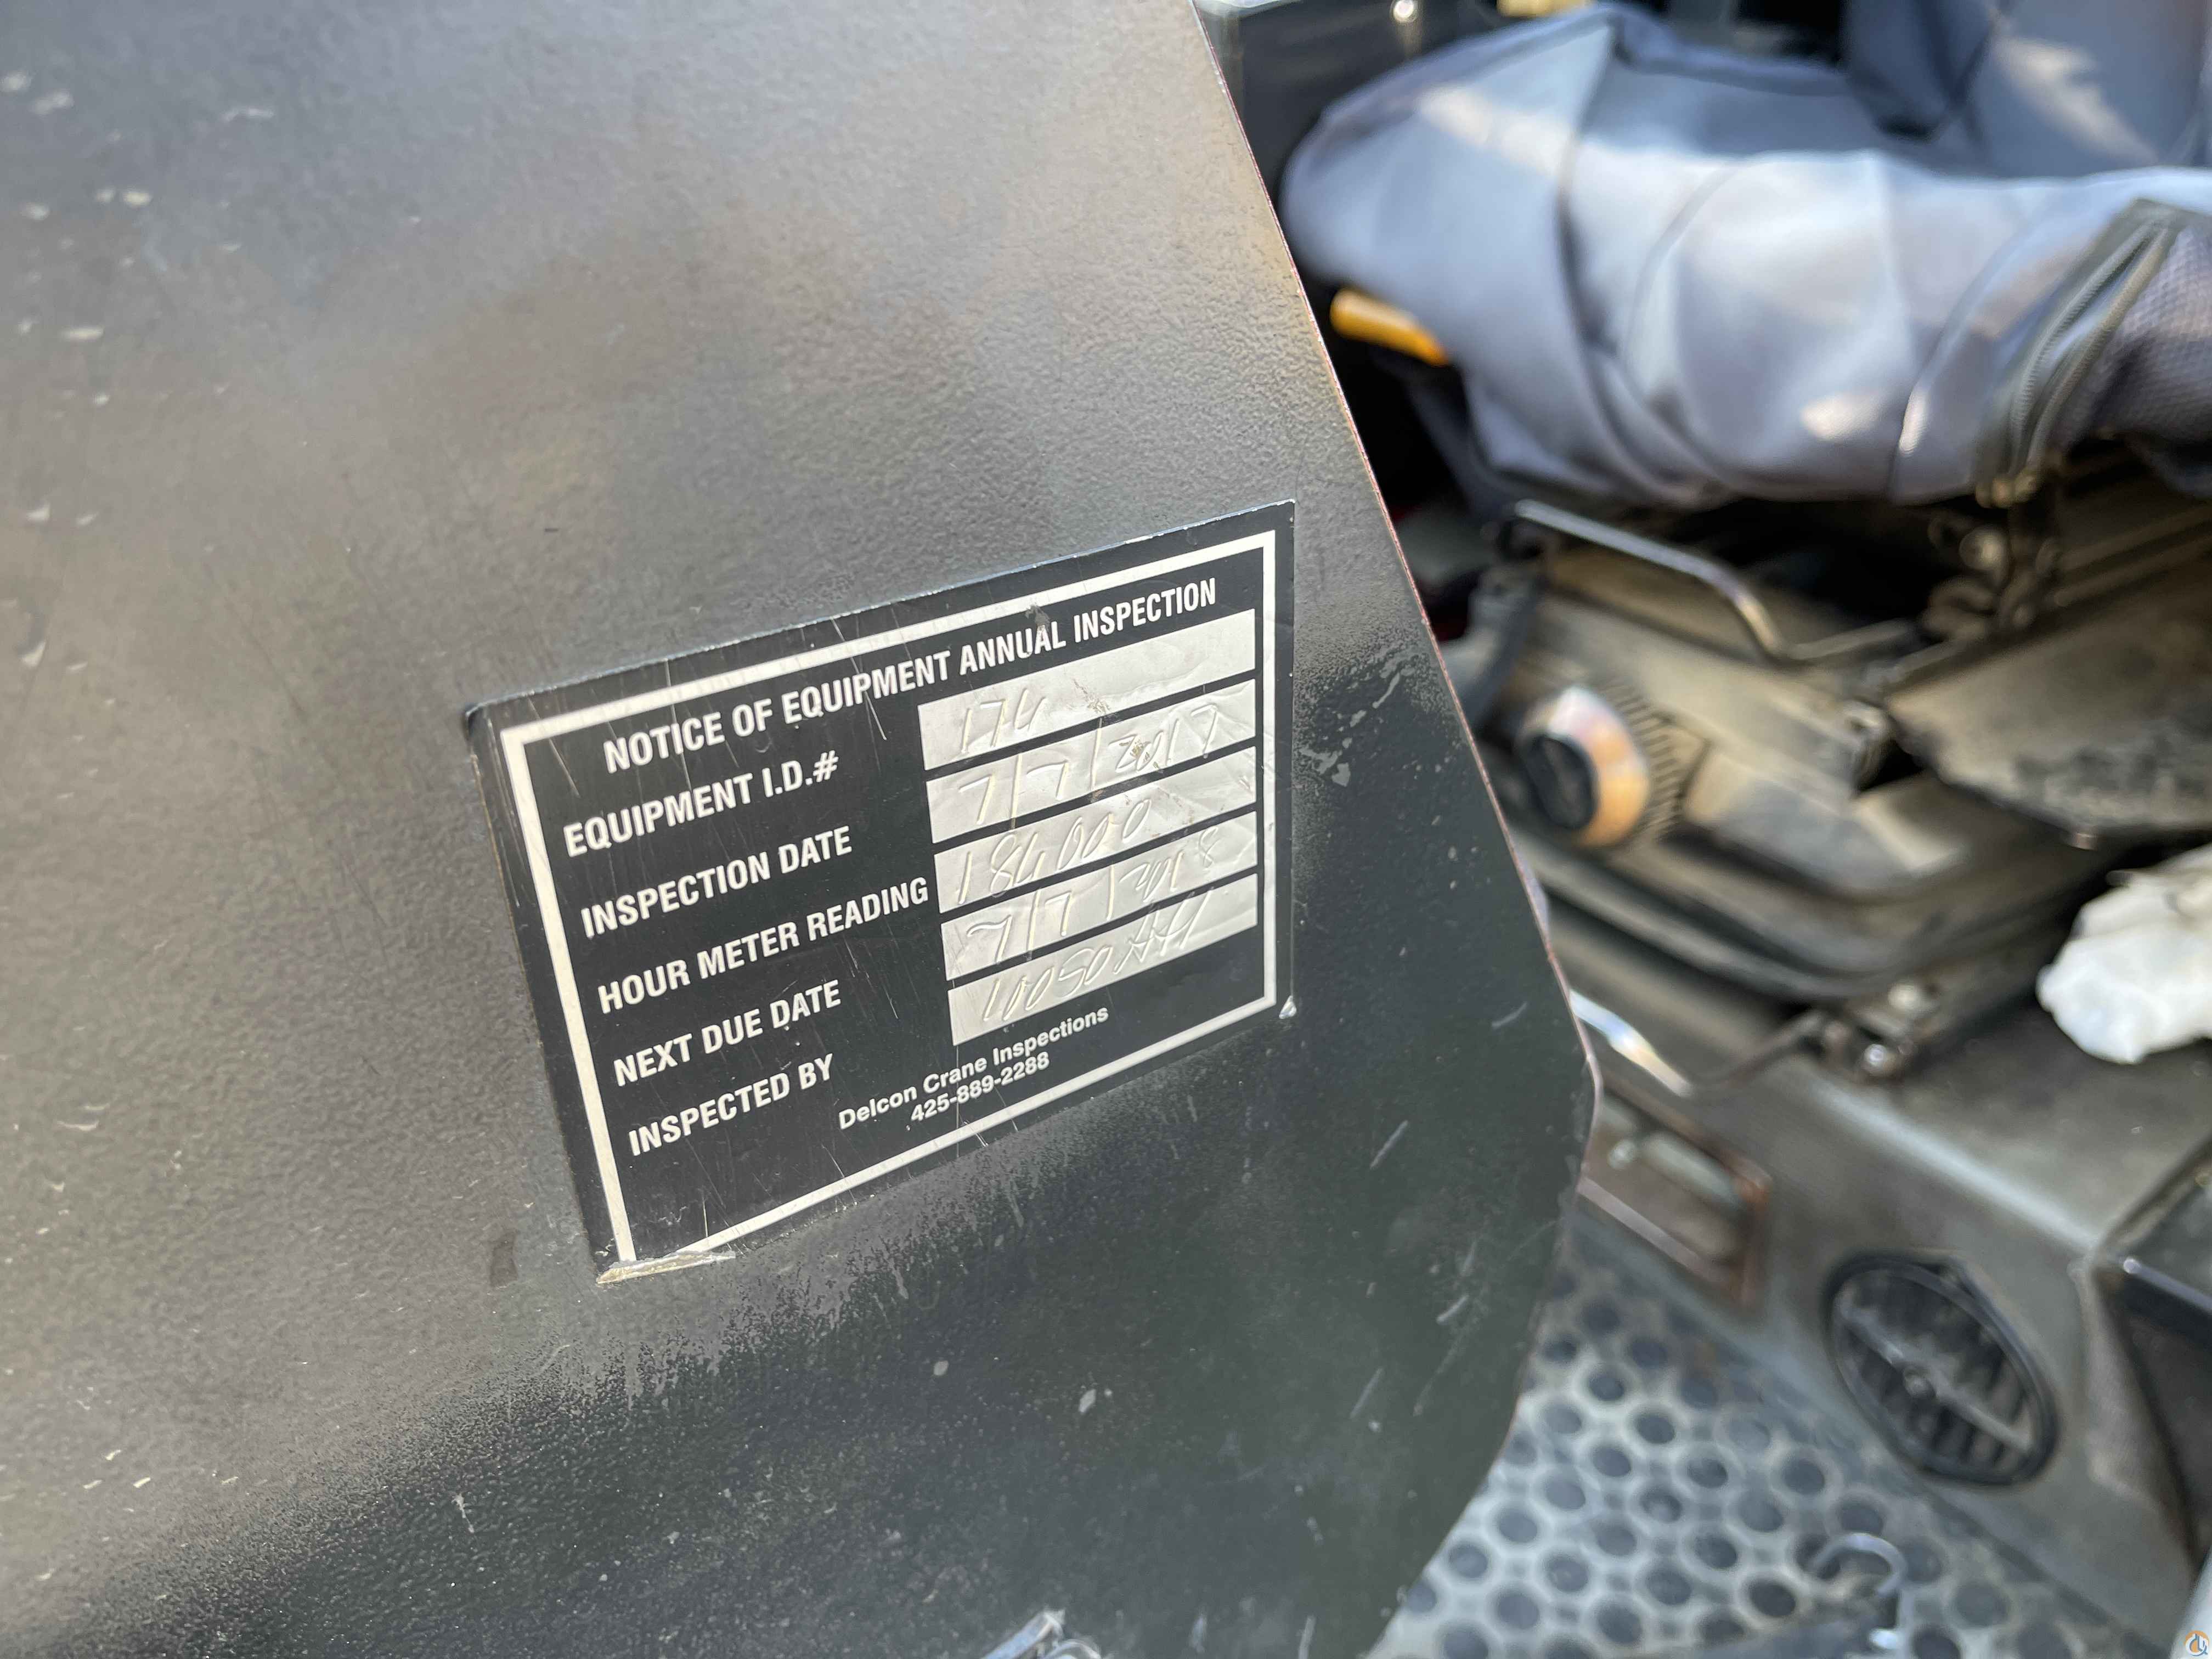 NOTICE OF EQUIPMENT ANNUAL INSPECTION
EQUIPMENT I.D.# 174
INSPECTION DATE 7/7/2017
HOUR METER READING
NEXT DUE DATE 7/7/2018
INSPECTED BY
Delcon Crane Inspections
425-889-2288